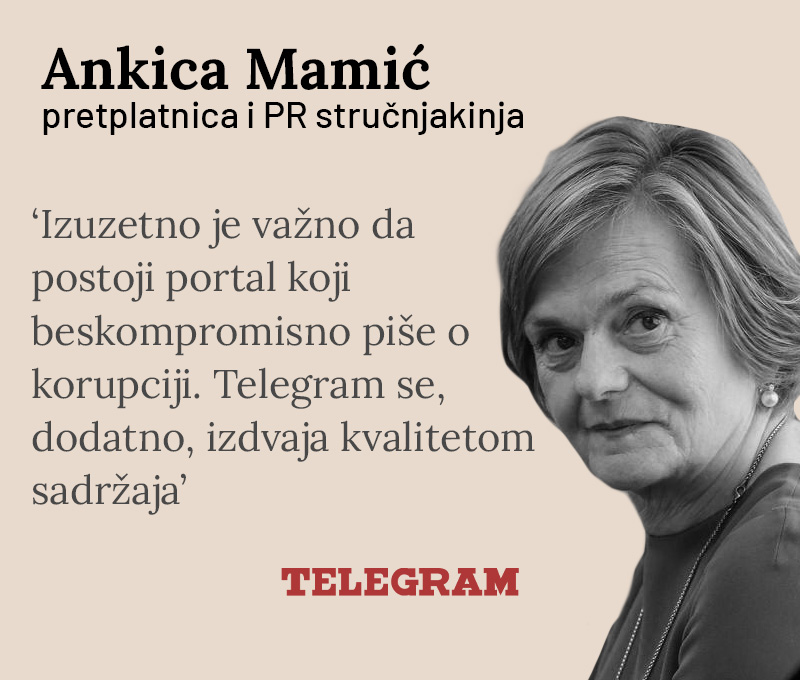 Ankica Mamić
pretplatnica i PR stručnjakinja
‘Izuzetno je važno da
postoji portal koji
beskompromisno piše o
korupciji. Telegram se,
dodatno, izdvaja kvalitetom
sadržaja’
TELEGRAM